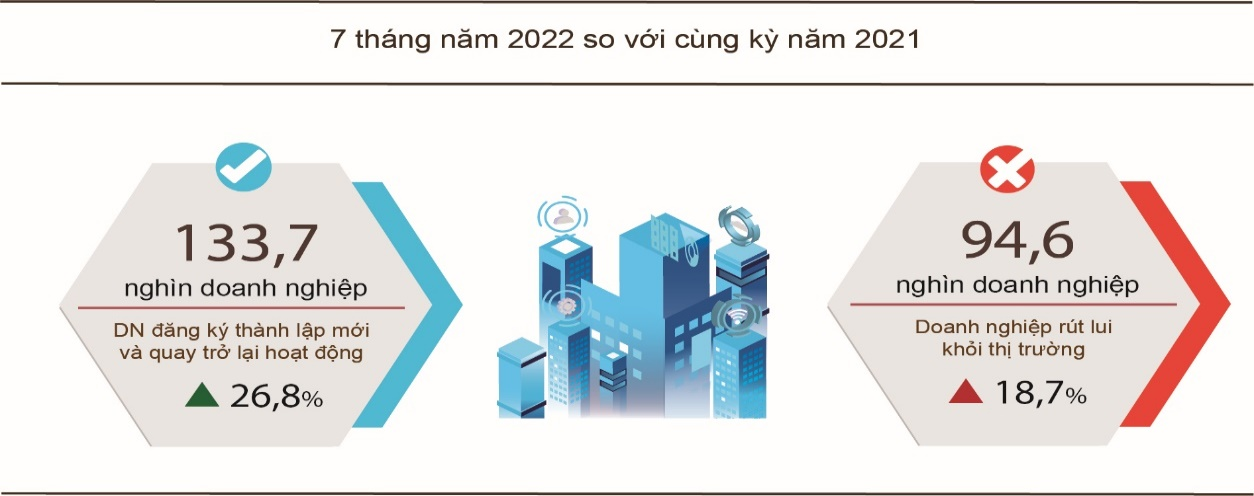 7 tháng năm 2022 so với cùng kỳ năm 2021
133,7
nghìn doanh nghiệp
DN đăng ký thành lập mới
và quay trở lại hoạt động
26,8%
94,6
nghìn doanh nghiệp
Doanh nghiệp rút lui
khỏi thị trường
18,7%